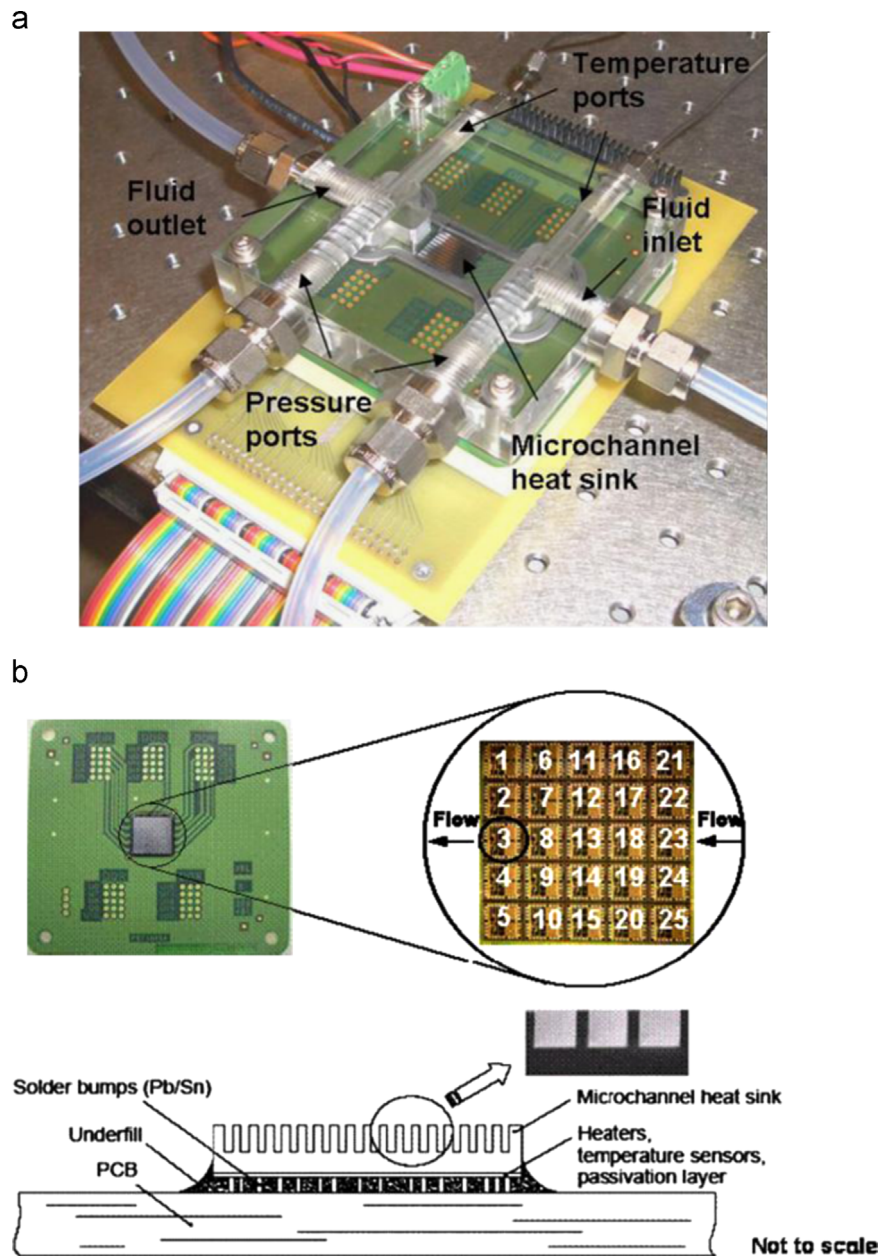 a
Temperature
ports
Fluid
outlet
Fluid
inlet
Pressure
ports
Microchannel
heat sink
b
1 6 11 16 21
2 7 12 17 22
Flow Flow
3 8 13 18 23
4 9 14 19 24
5 10 15 20 25
Solder bumps (Pb/Sn)
Microchannel heat sink
Underfill
Heaters,
temperature sensors,
passivation layer
PCB
Not to scale